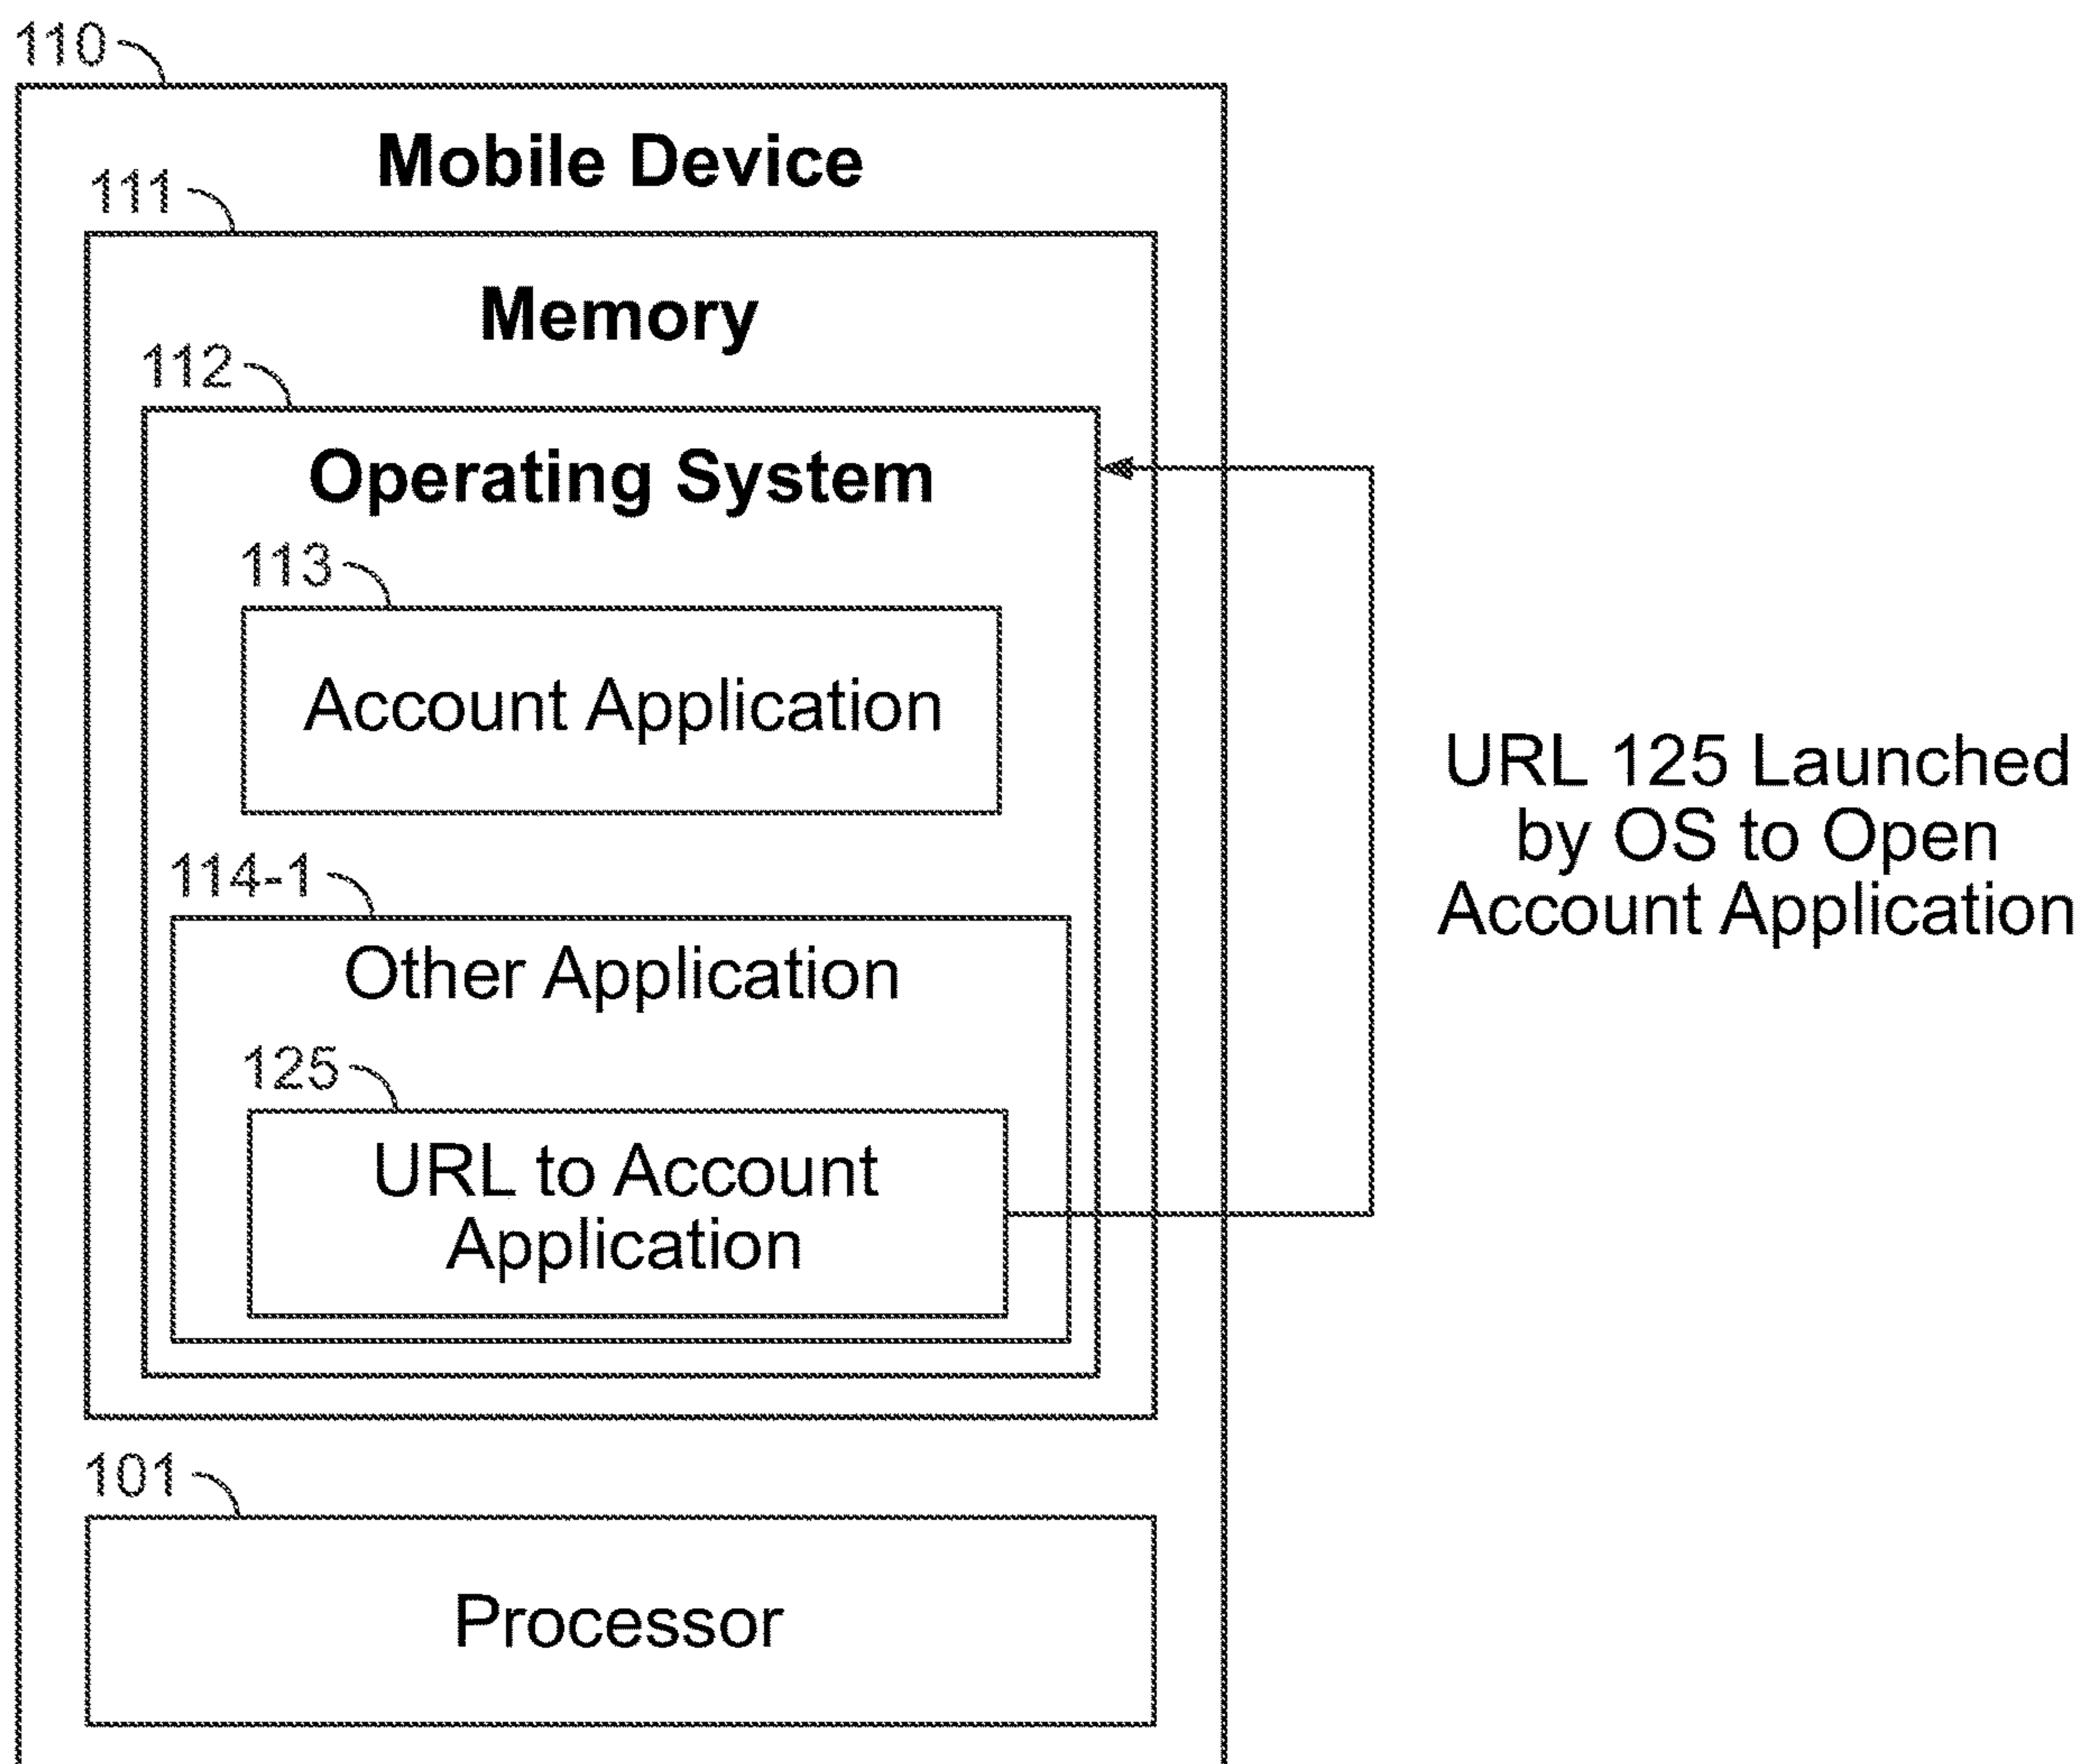 110
Mobile Device
111
Memory
112
Operating System
113
Account Application
114-1
Other Application
125
URL to Account
Application
URL 125 Launched
by OS to Open
Account Application
101
Processor